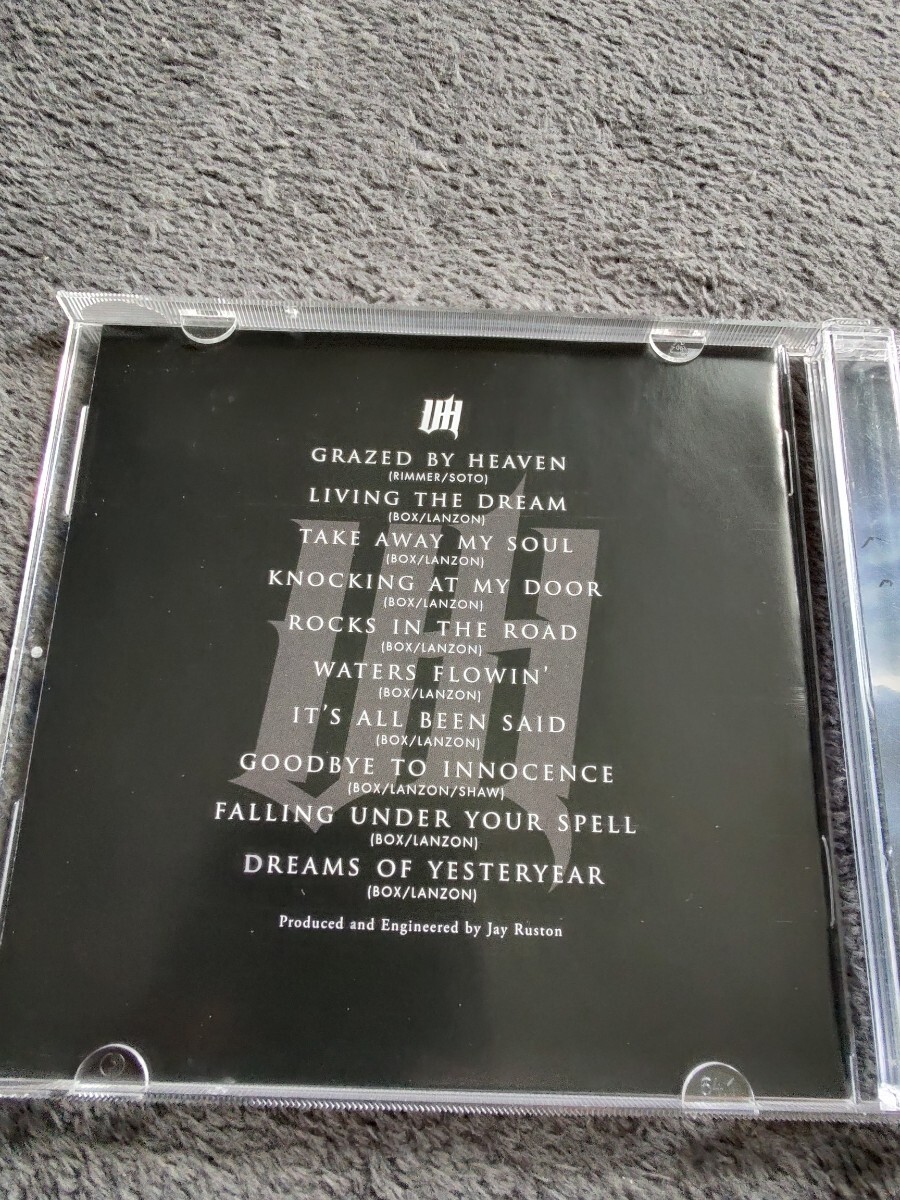 UH
GRAZED BY HEAVEN
(RIMMER/SOTO)
LIVING THE DREAM
(BOX/LANZON)
TAKE AWAY MY SOUL
(BOX/LANZON)
KNOCKING AT MY DOOR
(BOX/LANZON)
ROCKS IN THE ROAD
(BOX/LANZON)
WATERS FLOWIN'
(BOX/LANZON)
IT'S ALL BEEN SAID
(BOX/LANZON)
GOODBYE TO INNOCENCE
(BOX/LANZON/SHAW)
FALLING UNDER YOUR SPELL
(BOX/LANZON)
DREAMS OF YESTERYEAR
(BOX/LANZON)
Produced and Engineered by Jay Ruston